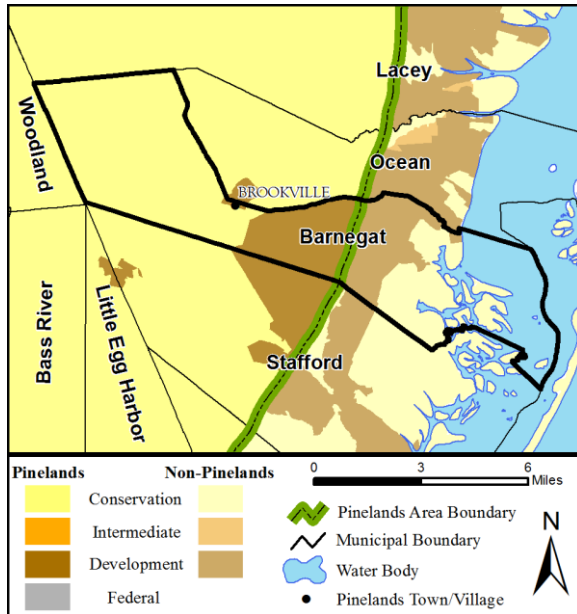 Lacey
Woodland
Ocean
BROOKVILLE
Barnegat
Bass River
Little Egg Harbor
Stafford
Pinelands
Non-Pinelands
Conservation
Intermediate
Development
Federal
0 3 6
Miles
Pinelands Area Boundary
Municipal Boundary
Water Body
Pinelands Town/Village
N